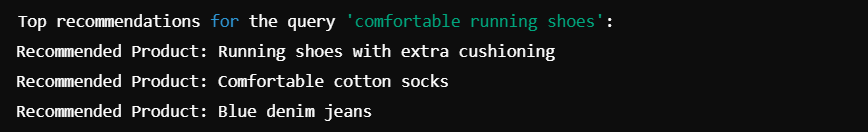 Top recommendations for the query 'comfortable running shoes':
Recommended Product: Running shoes with extra cushioning
Recommended Product: Comfortable cotton socks
Recommended Product: Blue denim jeans